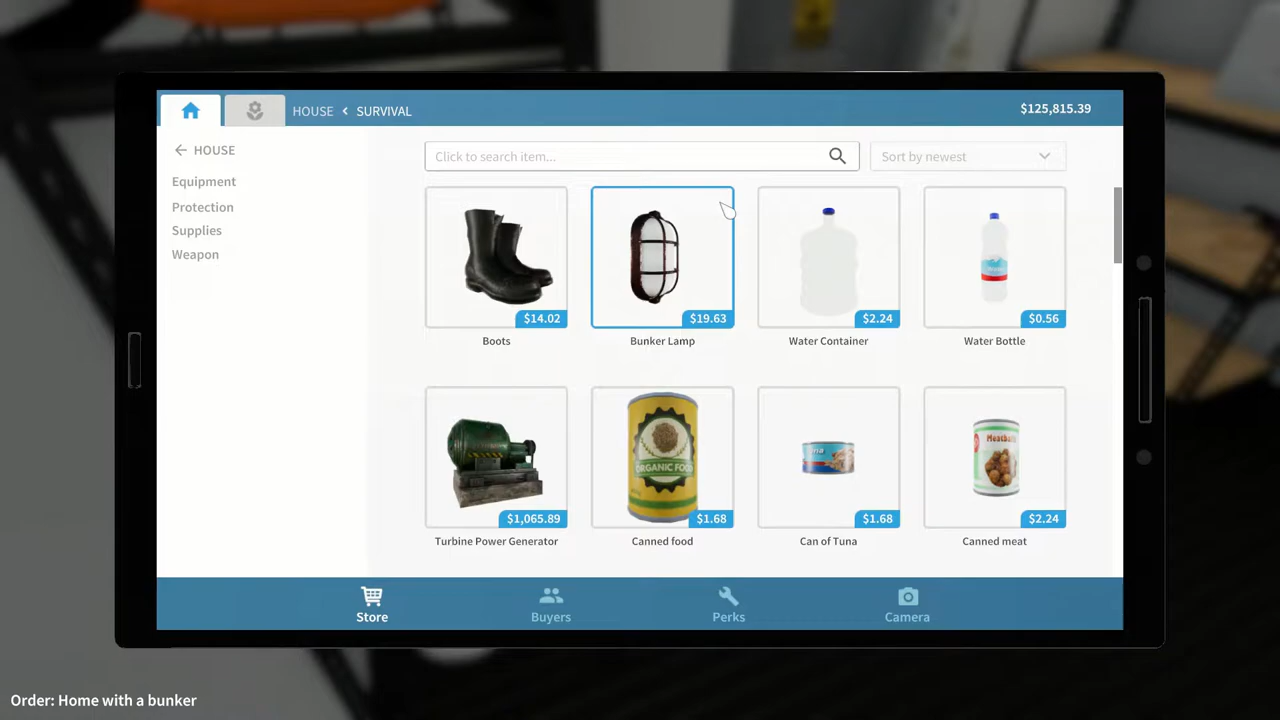 HOUSE < SURVIVAL
$125,815.39
HOUSE
Equipment
Protection
Supplies
Weapon
Click to search item...
Sort by newest
$14.02
$19.63
$2.24
$0.56
Boots
Bunker Lamp
Water Container
Water Bottle
ORGANIC FOOD
Meatballs
$1,065.89
$1.68
$1.68
$2.24
Turbine Power Generator
Canned food
Can of Tuna
Canned meat
Store
Buyers
Perks
Camera
Order: Home with a bunker